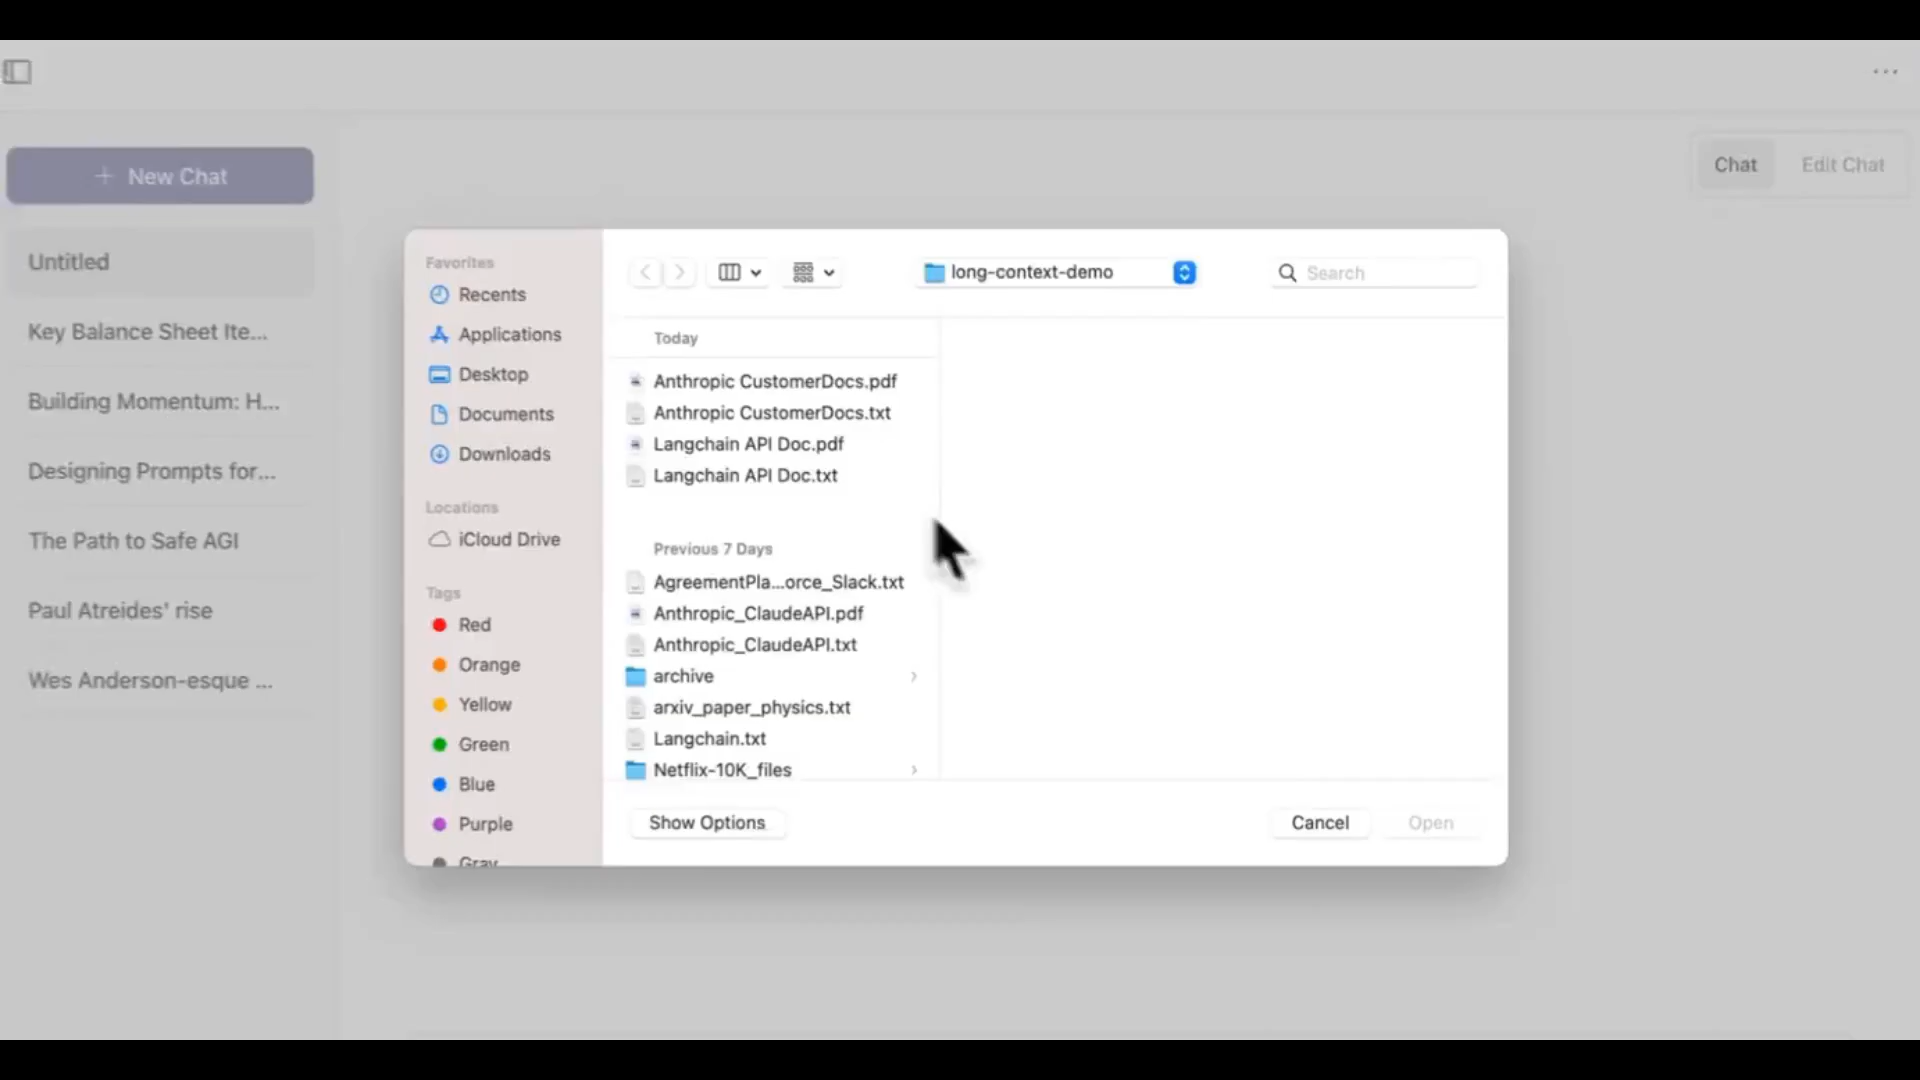 New Chat
Untitled
Key Balance Sheet Ite...
Building Momentum: H...
Designing Prompts for...
The Path to Safe AGI
Paul Atreides' rise
Wes Anderson-esque ...
Chat
Edit Chat
Favorites
Recents
Applications
Desktop
Documents
Downloads
Locations
iCloud Drive
Tags
Red
Orange
Yellow
Green
Blue
Purple
Gray
long-context-demo
Search
Today
Anthropic CustomerDocs.pdf
Anthropic CustomerDocs.txt
Langchain API Doc.pdf
Langchain API Doc.txt
Previous 7 Days
AgreementPla...orce_Slack.txt
Anthropic_ClaudeAPI.pdf
Anthropic_ClaudeAPI.txt
archive
arxiv_paper_physics.txt
Langchain.txt
Netflix-10K_files
Show Options
Cancel
Open